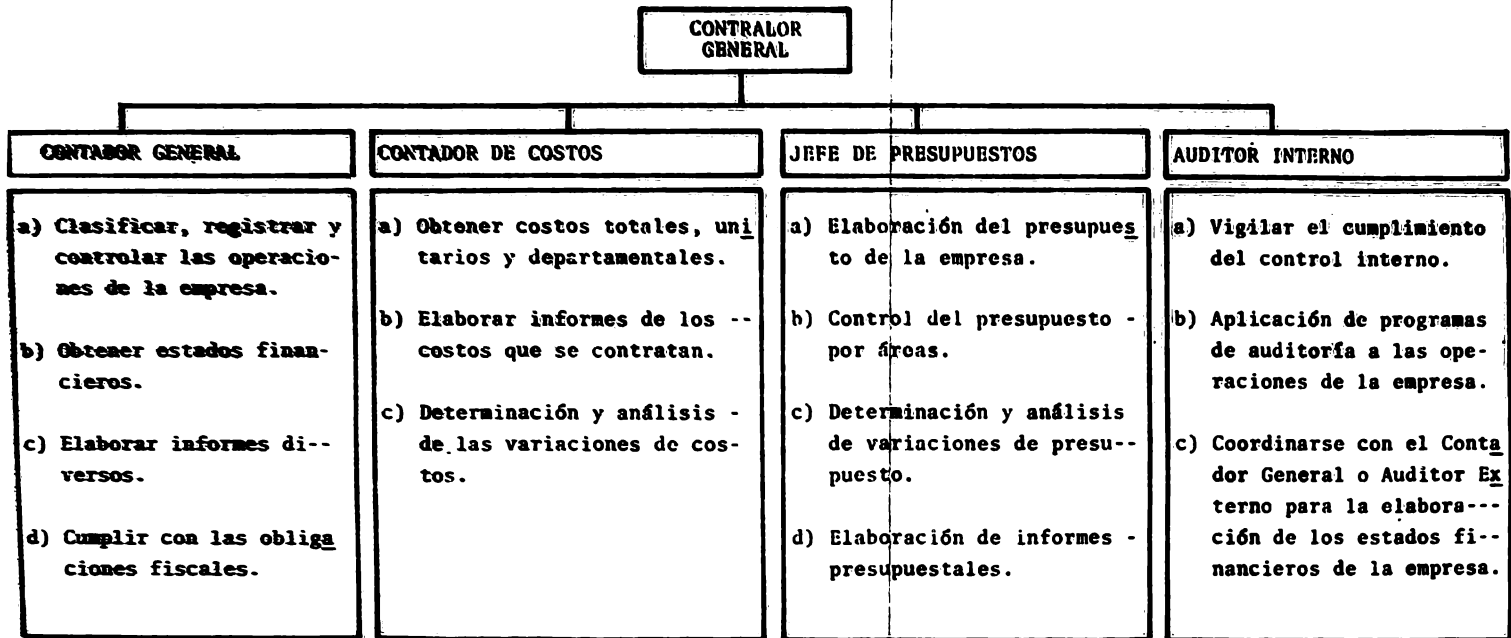 CONTRALOR
GENERAL
CONTADOR GENERAL
a) Clasificar, registrar y
controlar las operacio-
nes de la empresa.
b) Obtener estados finan-
cieros.
c) Elaborar informes di--
versos.
d) Cumplir con las obliga
ciones fiscales.
CONTADOR DE COSTOS
a) Obtener costos totales, uni
tarios y departamentales.
b) Elaborar informes de los --
costos que se contratan.
c) Determinación y análisis -
de las variaciones de cos-
tos.
JEFE DE PRESUPUESTOS
a) Elaboración del presupues
to de la empresa.
b) Control del presupuesto -
por áreas.
c) Determinación y análisis
de variaciones de presu--
puesto.
d) Elaboración de informes -
presupuestales.
AUDITOR INTERNO
a) Vigilar el cumplimiento
del control interno.
b) Aplicación de programas
de auditoría a las ope-
raciones de la empresa.
c) Coordinarse con el Conta
dor General o Auditor Ex
terno para la elabora---
ción de los estados fi--
nancieros de la empresa.